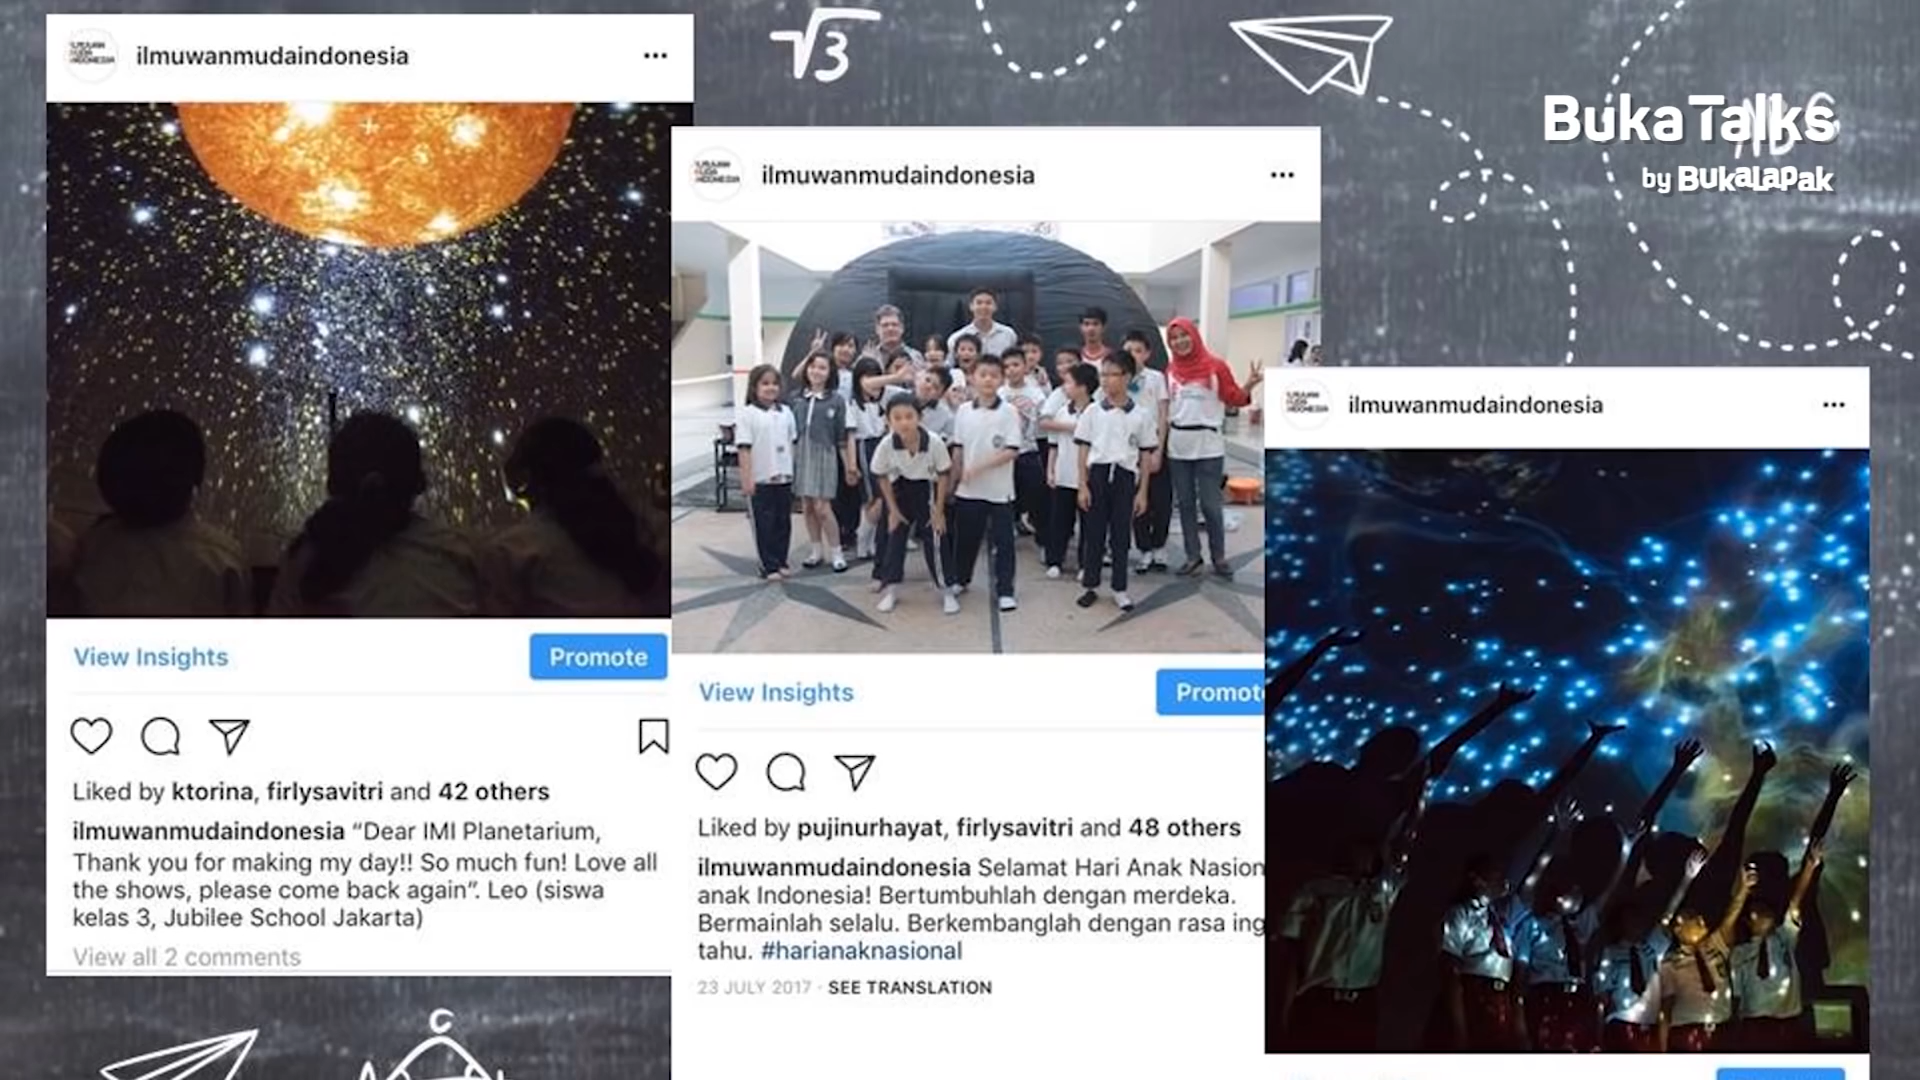 ilmuwanmudaindonesia
View Insights
Promote
Liked by ktorina, firlysavitri and 42 others
ilmuwanmudaindonesia “Dear IMI Planetarium,
Thank you for making my day!! So much fun! Love all
the shows, please come back again”. Leo (siswa
kelas 3, Jubilee School Jakarta)
View all 2 comments
√3
ilmuwanmudaindonesia
View Insights
Promot
Liked by pujinurhayat, firlysavitri and 48 others
ilmuwanmudaindonesia Selamat Hari Anak Nasion
anak Indonesia! Bertumbuhlah dengan merdeka.
Bermainlah selalu. Berkembanglah dengan rasa ing
tahu. #harianaknasional
23 JULY 2017 · SEE TRANSLATION
BukaTalks
by BukaLapak
ilmuwanmudaindonesia
C